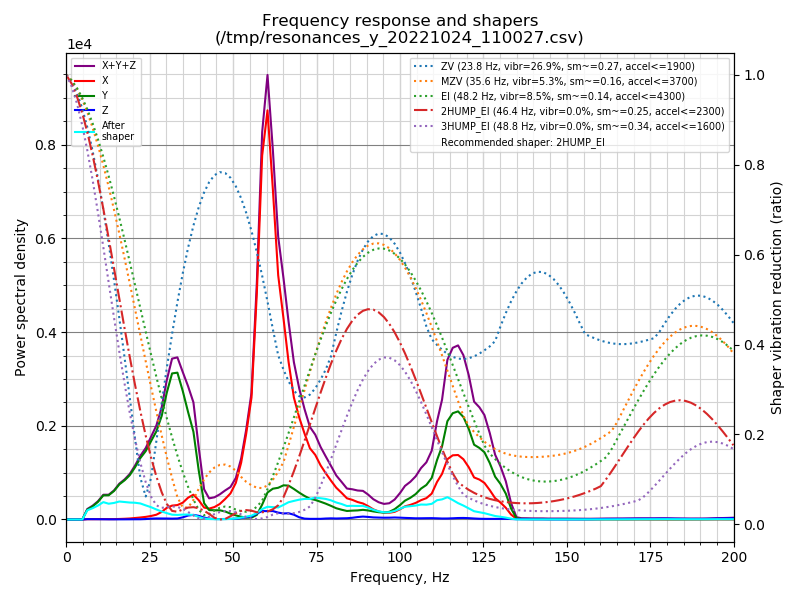 Frequency response and shapers
(/tmp/resonances_y_20221024_110027.csv)
1e4
X+Y+Z
X
Y
Z
After
shaper
ZV (23.8 Hz, vibr=26.9%, sm~=0.27, accel<=1900)
MZV (35.6 Hz, vibr=5.3%, sm~=0.16, accel<=3700)
EI (48.2 Hz, vibr=8.5%, sm~=0.14, accel<=4300)
2HUMP_EI (46.4 Hz, vibr=0.0%, sm~=0.25, accel<=2300)
3HUMP_EI (48.8 Hz, vibr=0.0%, sm~=0.34, accel<=1600)
Recommended shaper: 2HUMP_EI
Power spectral density
0.8
0.6
0.4
0.2
0.0
Shaper vibration reduction (ratio)
1.0
0.8
0.6
0.4
0.2
0.0
0 25 50 75 100 125 150 175 200
Frequency, Hz